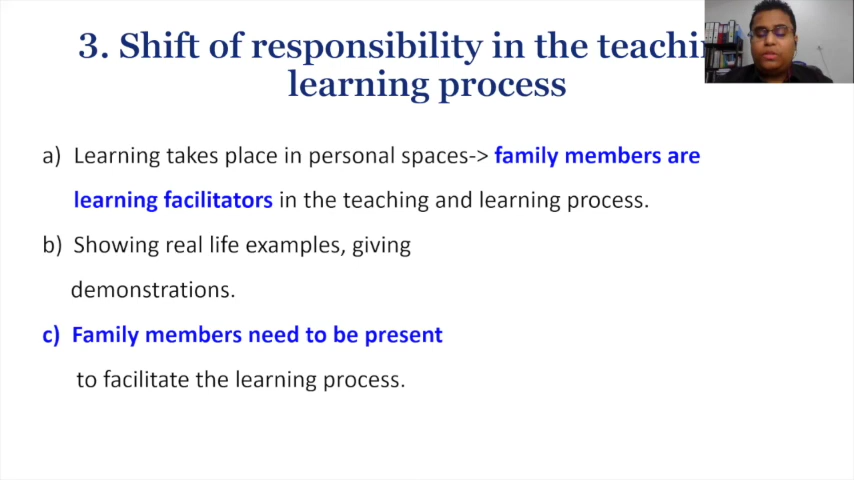 3. Shift of responsibility in the teachin
learning process
a) Learning takes place in personal spaces-> family members are
learning facilitators in the teaching and learning process.
b) Showing real life examples, giving
demonstrations.
c) Family members need to be present
to facilitate the learning process.